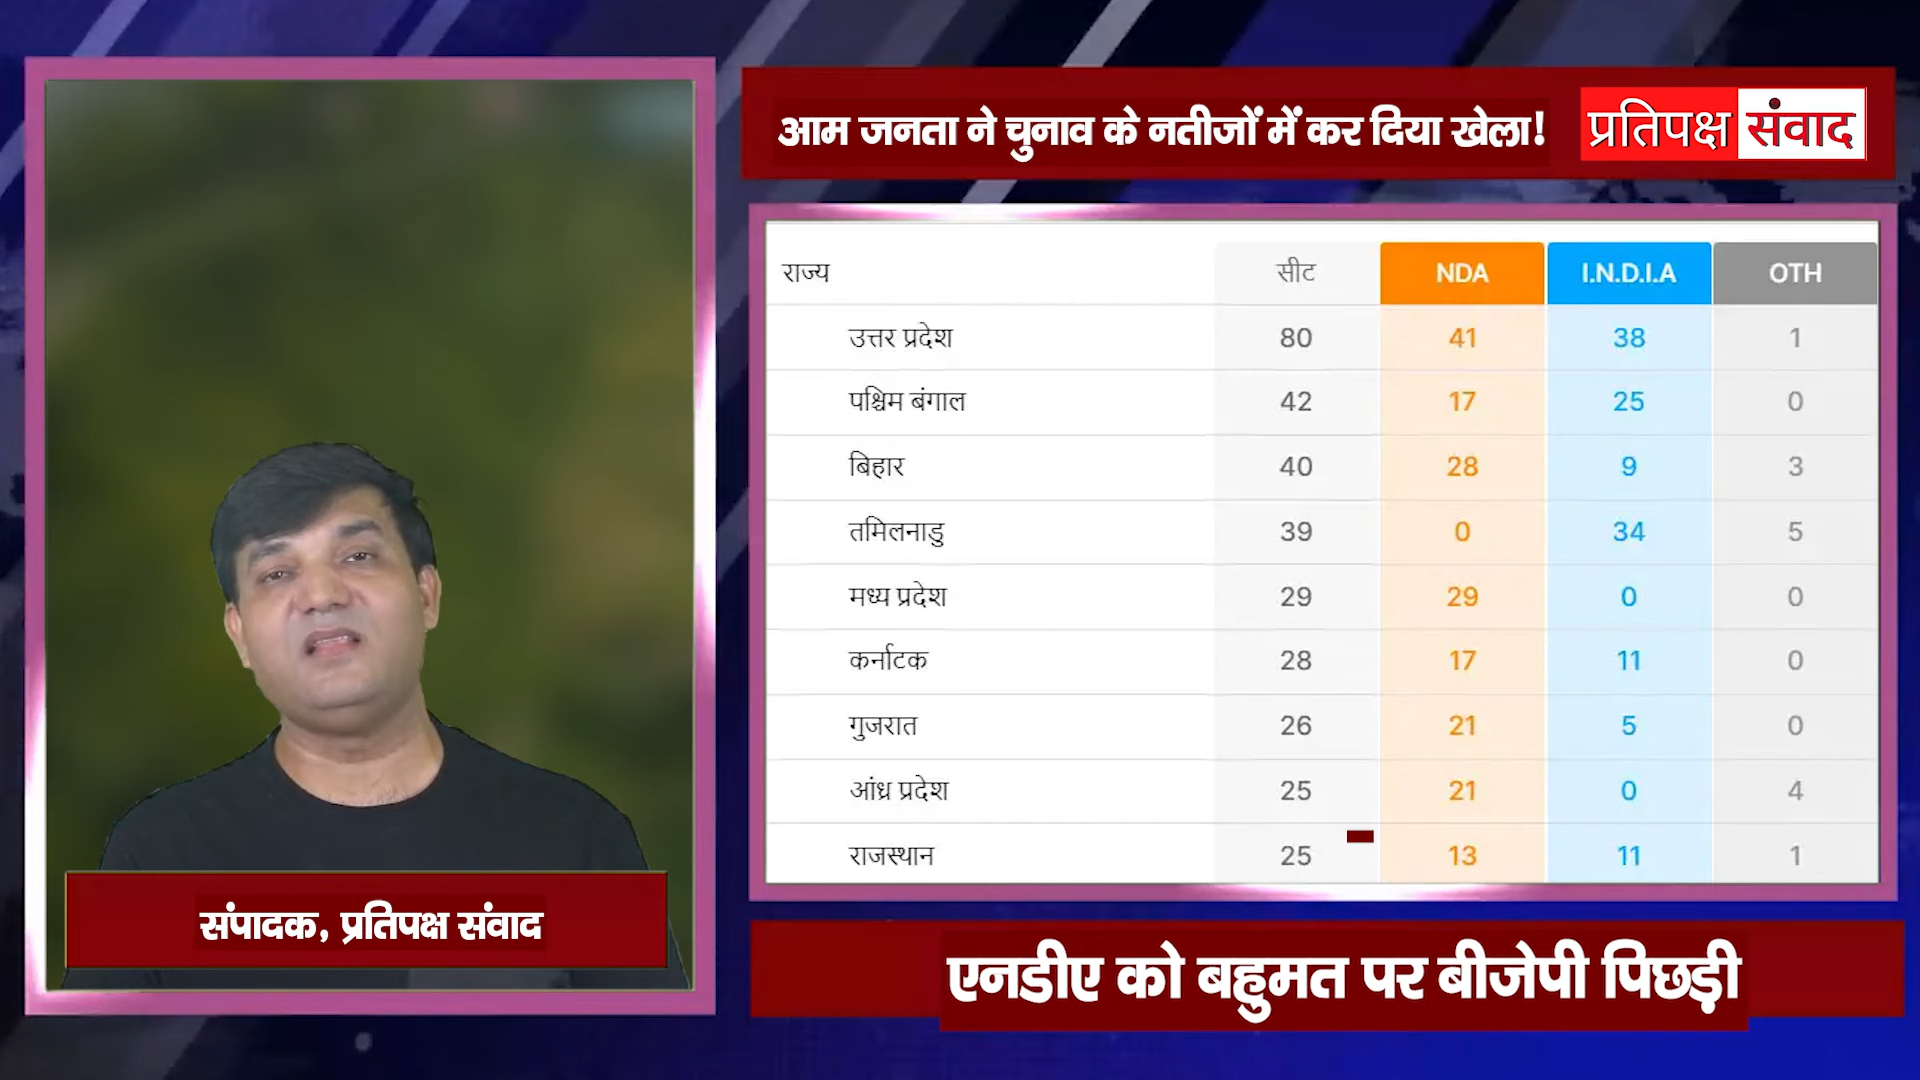 आम जनता ने चुनाव के नतीजों में कर दिया खेला!
प्रतिपक्ष संवाद
राज्य सीट NDA I.N.D.I.A OTH
उत्तर प्रदेश 80 41 38 1
पश्चिम बंगाल 42 17 25 0
बिहार 40 28 9 3
तमिलनाडु 39 0 34 5
मध्य प्रदेश 29 29 0 0
कर्नाटक 28 17 11 0
गुजरात 26 21 5 0
आंध्र प्रदेश 25 21 0 4
राजस्थान 25 13 11 1
संपादक, प्रतिपक्ष संवाद
एनडीए को बहुमत पर बीजेपी पिछड़ी